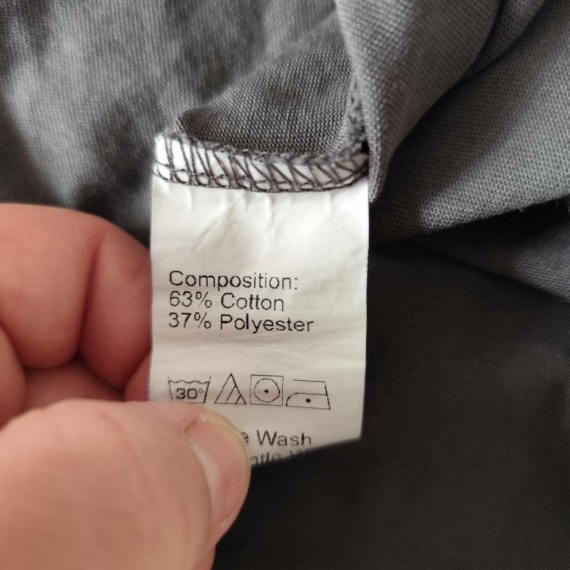 Composition:
63% Cotton
37% Polyester
30°
Wash